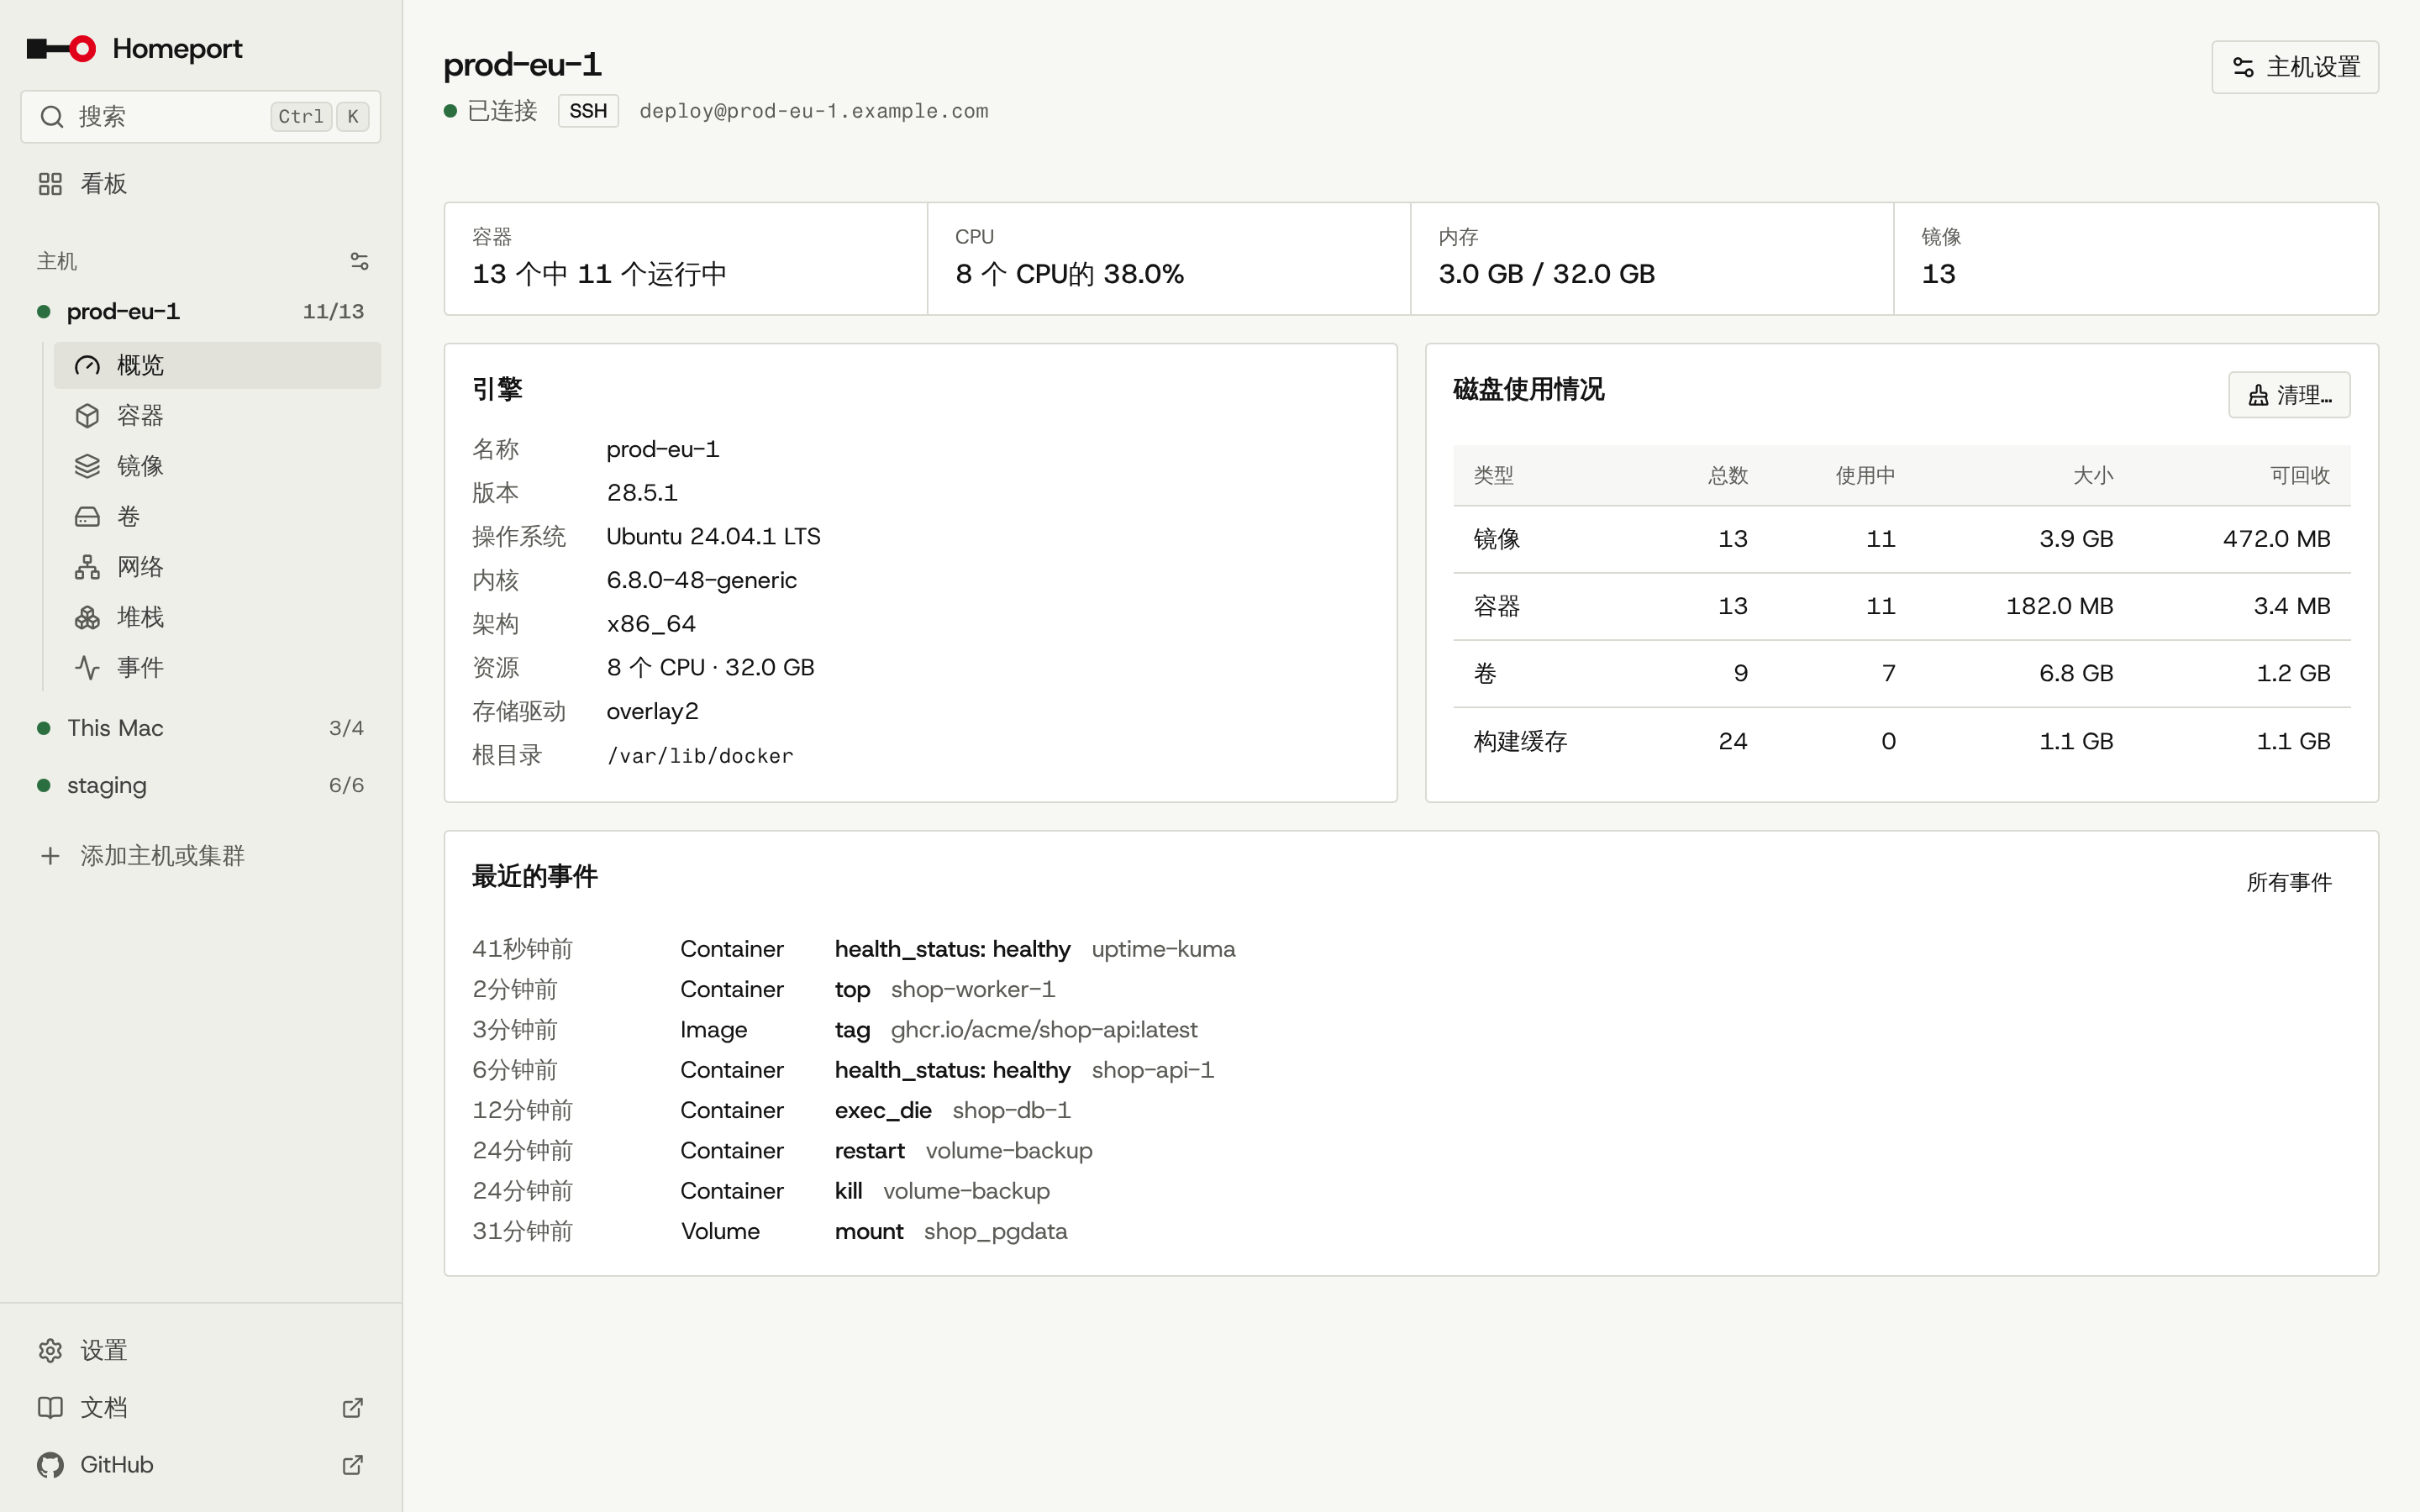 Homeport
搜索 Ctrl K
看板
主机
prod-eu-1 11/13
概览
容器
镜像
卷
网络
堆栈
事件
This Mac 3/4
staging 6/6
添加主机或集群
设置
文档
GitHub
prod-eu-1
主机设置
已连接 SSH deploy@prod-eu-1.example.com
容器
13 个中 11 个运行中
CPU
8 个 CPU的 38.0%
内存
3.0 GB / 32.0 GB
镜像
13
引擎
名称 prod-eu-1
版本 28.5.1
操作系统 Ubuntu 24.04.1 LTS
内核 6.8.0-48-generic
架构 x86_64
资源 8 个 CPU · 32.0 GB
存储驱动 overlay2
根目录 /var/lib/docker
磁盘使用情况
清理…
类型 总数 使用中 大小 可回收
镜像 13 11 3.9 GB 472.0 MB
容器 13 11 182.0 MB 3.4 MB
卷 9 7 6.8 GB 1.2 GB
构建缓存 24 0 1.1 GB 1.1 GB
最近的事件
所有事件
41秒钟前 Container health_status: healthy uptime-kuma
2分钟前 Container top shop-worker-1
3分钟前 Image tag ghcr.io/acme/shop-api:latest
6分钟前 Container health_status: healthy shop-api-1
12分钟前 Container exec_die shop-db-1
24分钟前 Container restart volume-backup
24分钟前 Container kill volume-backup
31分钟前 Volume mount shop_pgdata